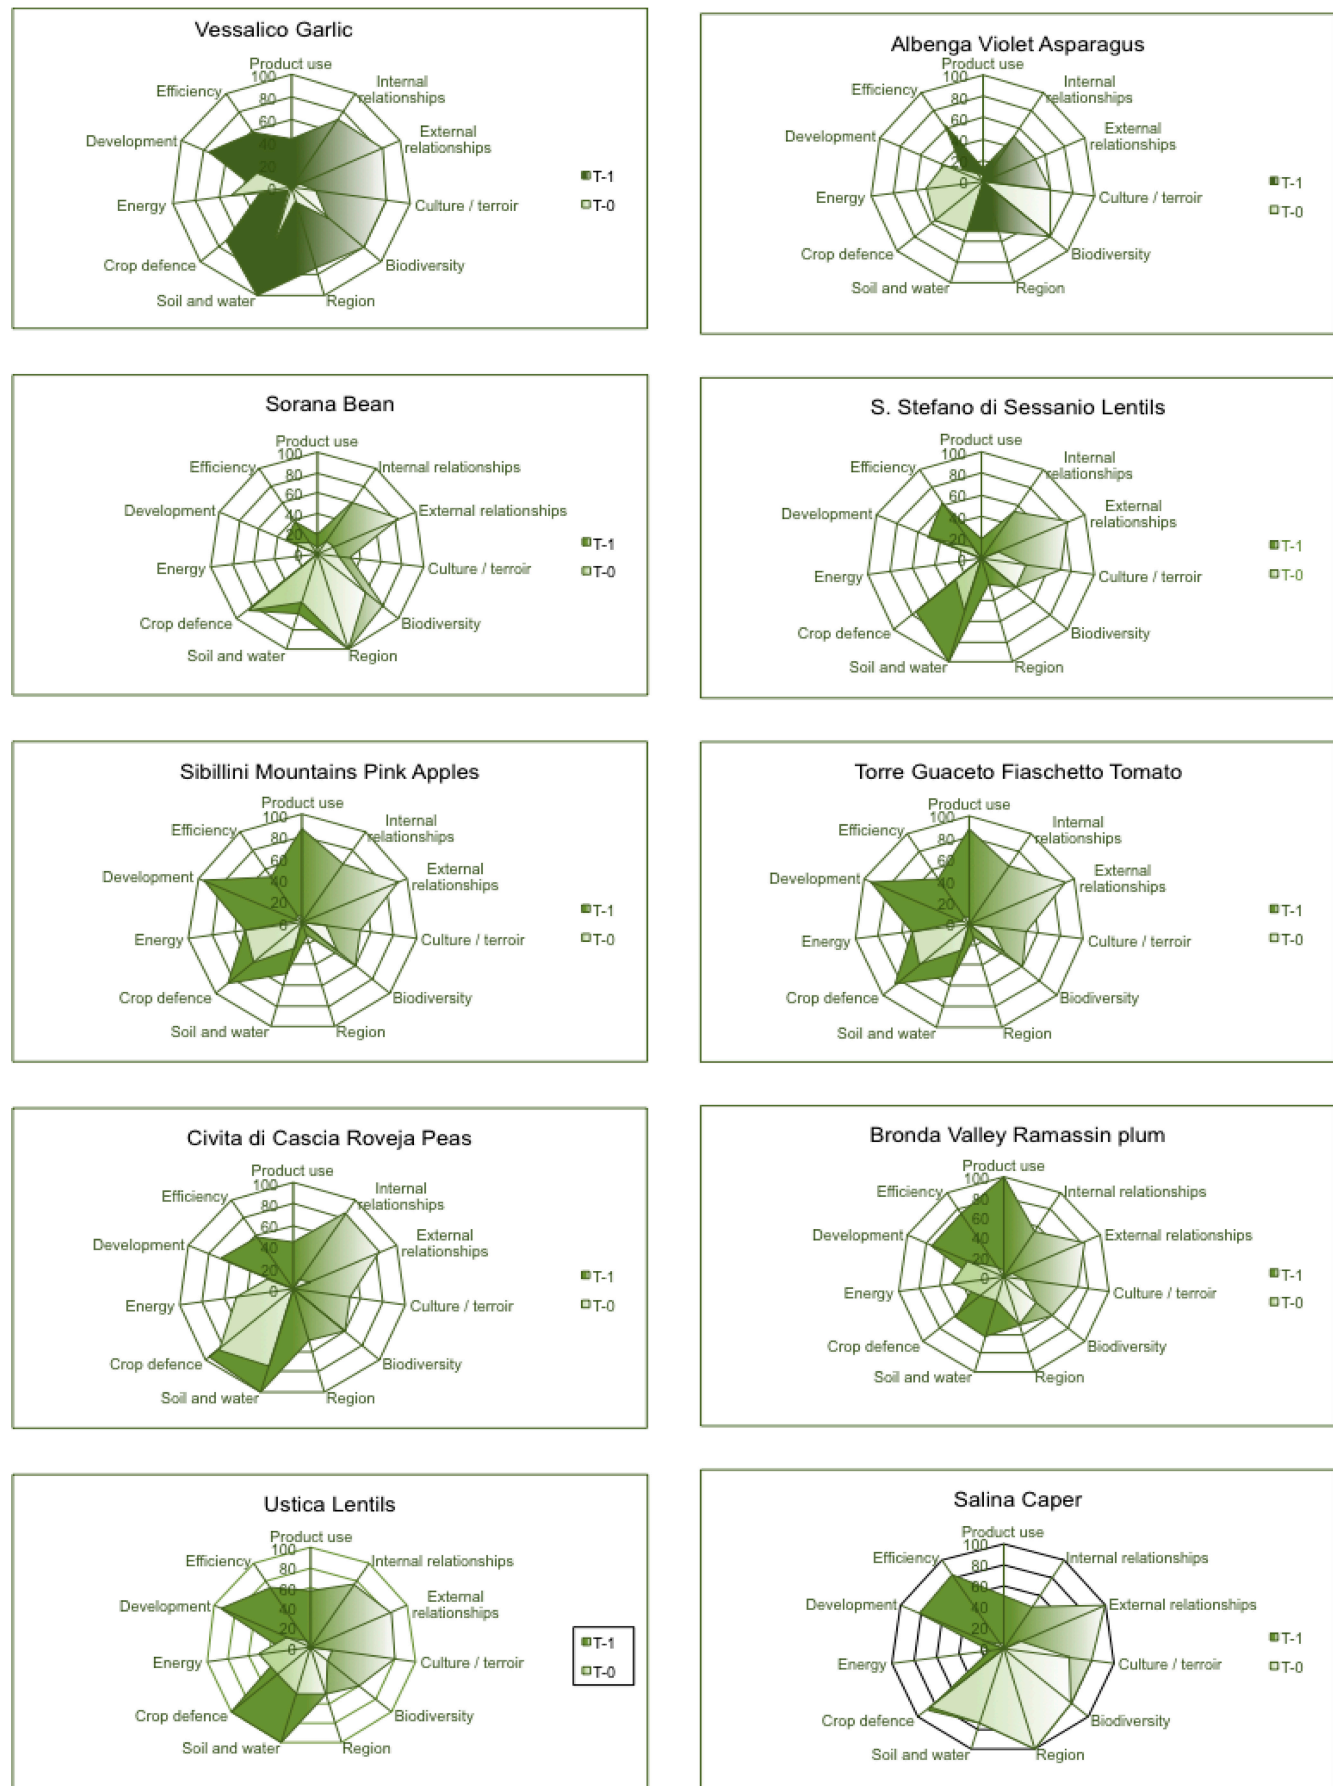 Vessalico Garlic
Product use
100
80
60
40
20
0
Internal
relationships
External
relationships
Culture / terroir
Biodiversity
Region
Soil and water
Crop defence
Energy
Development
Efficiency
T-1
T-0
Albenga Violet Asparagus
Product use
100
80
60
40
20
0
Internal
relationships
External
relationships
Culture / terroir
Biodiversity
Region
Soil and water
Crop defence
Energy
Development
Efficiency
T-1
T-0
Sorana Bean
Product use
100
80
60
40
20
0
Internal relationships
External relationships
Culture / terroir
Biodiversity
Region
Soil and water
Crop defence
Energy
Development
Efficiency
T-1
T-0
S. Stefano di Sessanio Lentils
Product use
100
80
60
40
20
0
Internal
relationships
External
relationships
Culture / terroir
Biodiversity
Region
Soil and water
Crop defence
Energy
Development
Efficiency
T-1
T-0
Sibillini Mountains Pink Apples
Product use
100
80
60
40
20
0
Internal
relationships
External
relationships
Culture / terroir
Biodiversity
Region
Soil and water
Crop defence
Energy
Development
Efficiency
T-1
T-0
Torre Guaceto Fiaschetto Tomato
Product use
100
80
60
40
20
0
Internal
relationships
External
relationships
Culture / terroir
Biodiversity
Region
Soil and water
Crop defence
Energy
Development
Efficiency
T-1
T-0
Civita di Cascia Roveja Peas
Product use
100
80
60
40
20
0
Internal
relationships
External
relationships
Culture / terroir
Biodiversity
Region
Soil and water
Crop defence
Energy
Development
Efficiency
T-1
T-0
Bronda Valley Ramassin plum
Product use
100
80
60
40
20
0
Internal relationships
External relationships
Culture / terroir
Biodiversity
Region
Soil and water
Crop defence
Energy
Development
Efficiency
T-1
T-0
Ustica Lentils
Product use
100
80
60
40
20
0
Internal relationships
External
relationships
Culture / terroir
Biodiversity
Region
Soil and water
Crop defence
Energy
Development
Efficiency
T-1
T-0
Salina Caper
Product use
100
80
60
40
20
0
Internal relationships
External relationships
Culture / terroir
Biodiversity
Region
Soil and water
Crop defence
Energy
Development
Efficiency
T-1
T-0